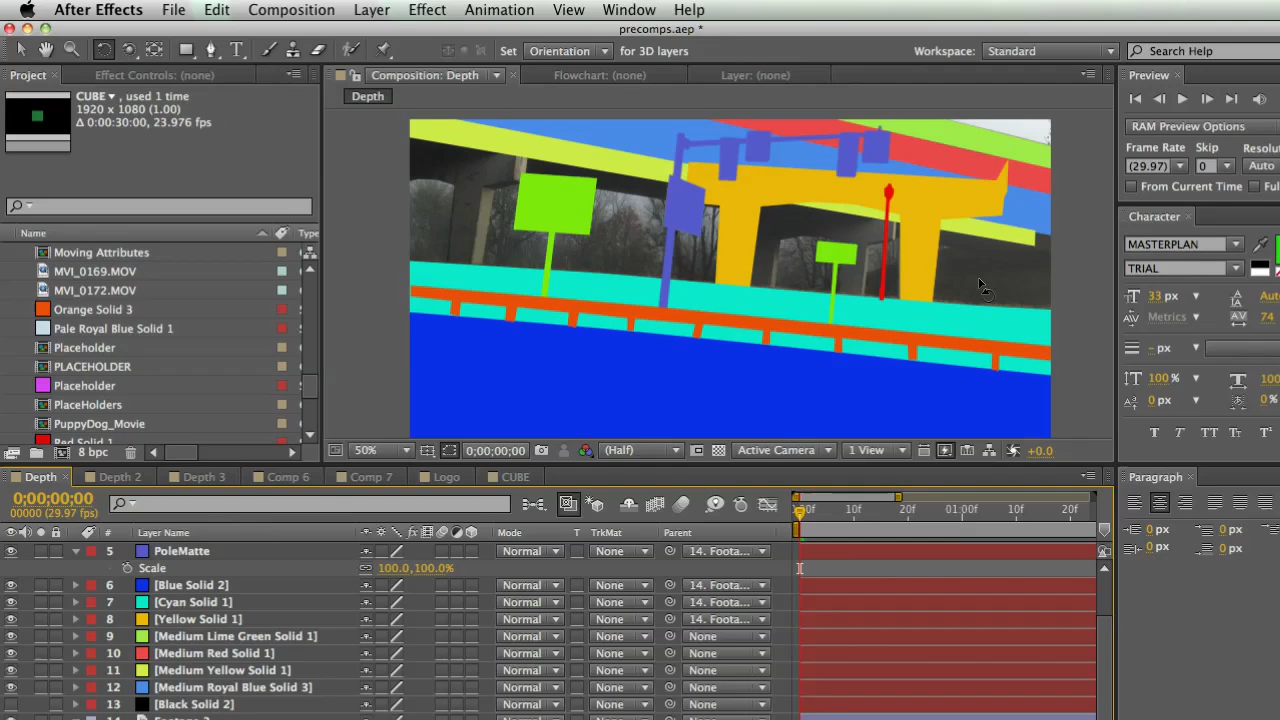 After Effects File Edit Composition Layer Effect Animation View Window Help
precomps.aep *
Set Orientation for 3D layers Workspace: Standard Search Help
Project Effect Controls: (none) Composition: Depth Flowchart: (none) Layer: (none) Preview
CUBE , used 1 time
1920 x 1080 (1.00)
Δ 0:00:30:00, 23.976 fps
Depth
RAM Preview Options
Frame Rate Skip Resolu
(29.97) 0 Auto
From Current Time Ful
Name Type
Character
Moving Attributes
MVI_0169.MOV
MVI_0172.MOV
Orange Solid 3
Pale Royal Blue Solid 1
Placeholder
PLACEHOLDER
Placeholder
PlaceHolders
PuppyDog_Movie
Red Solid 1
MASTERPLAN
TRIAL
33 px Auto
Metrics 74
- px
100 % 100
0 px 0 %
T T TT Tr T
8 bpc
50% 0;00;00;00 (Half) Active Camera 1 View +0.0
Depth Depth 2 Depth 3 Comp 6 Comp 7 Logo CUBE
Paragraph
0;00;00;00
00000 (29.97 fps)
10f 20f 01:00f 10f 20f
0 px 0 px
0 px 0 px
# Layer Name Mode T TrkMat Parent
5 PoleMatte Normal None 14. Foota...
Scale 100.0,100.0%
6 [Blue Solid 2] Normal None 14. Foota...
7 [Cyan Solid 1] Normal None 14. Foota...
8 [Yellow Solid 1] Normal None 14. Foota...
9 [Medium Lime Green Solid 1] Normal None None
10 [Medium Red Solid 1] Normal None None
11 [Medium Yellow Solid 1] Normal None None
12 [Medium Royal Blue Solid 3] Normal None None
13 [Black Solid 2] Normal None None